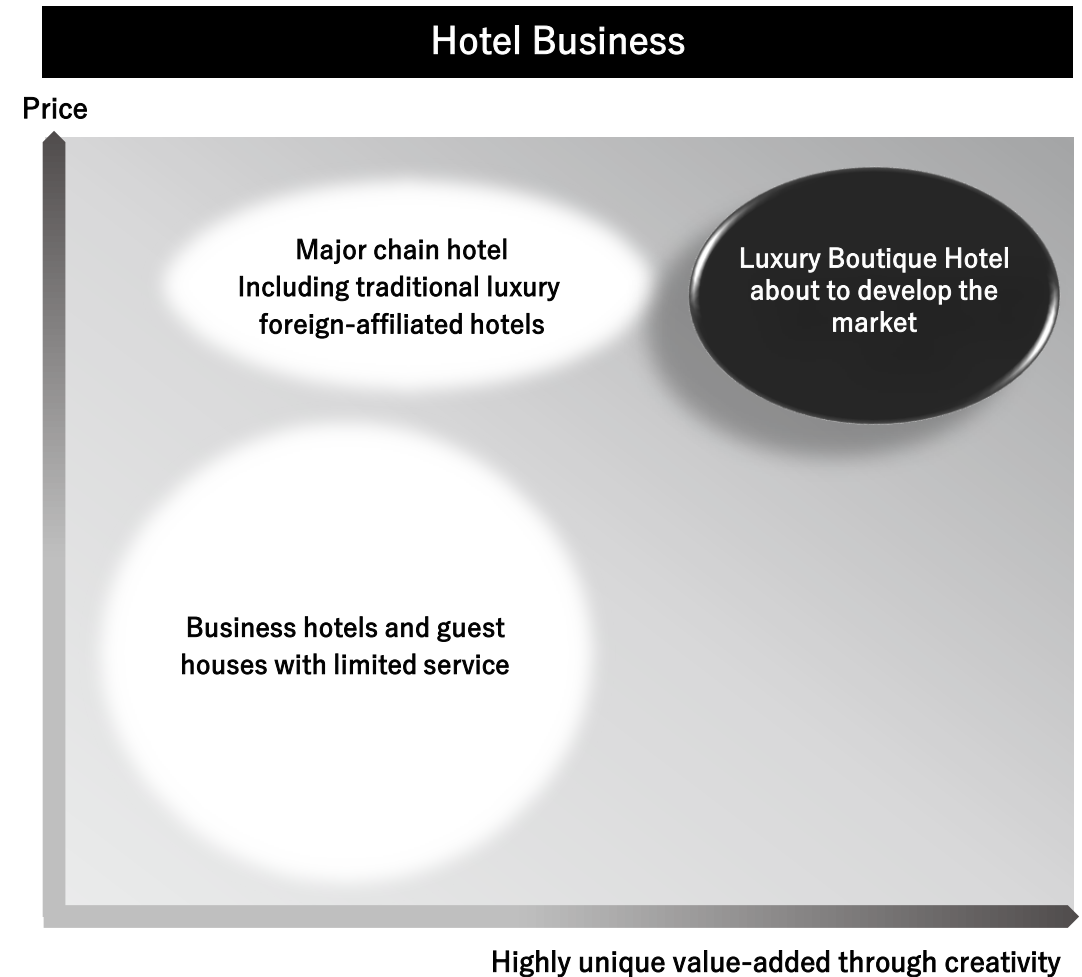 Hotel Business
Price
Major chain hotel
Including traditional luxury
foreign-affiliated hotels
Luxury Boutique Hotel
about to develop the
market
Business hotels and guest
houses with limited service
Highly unique value-added through creativity